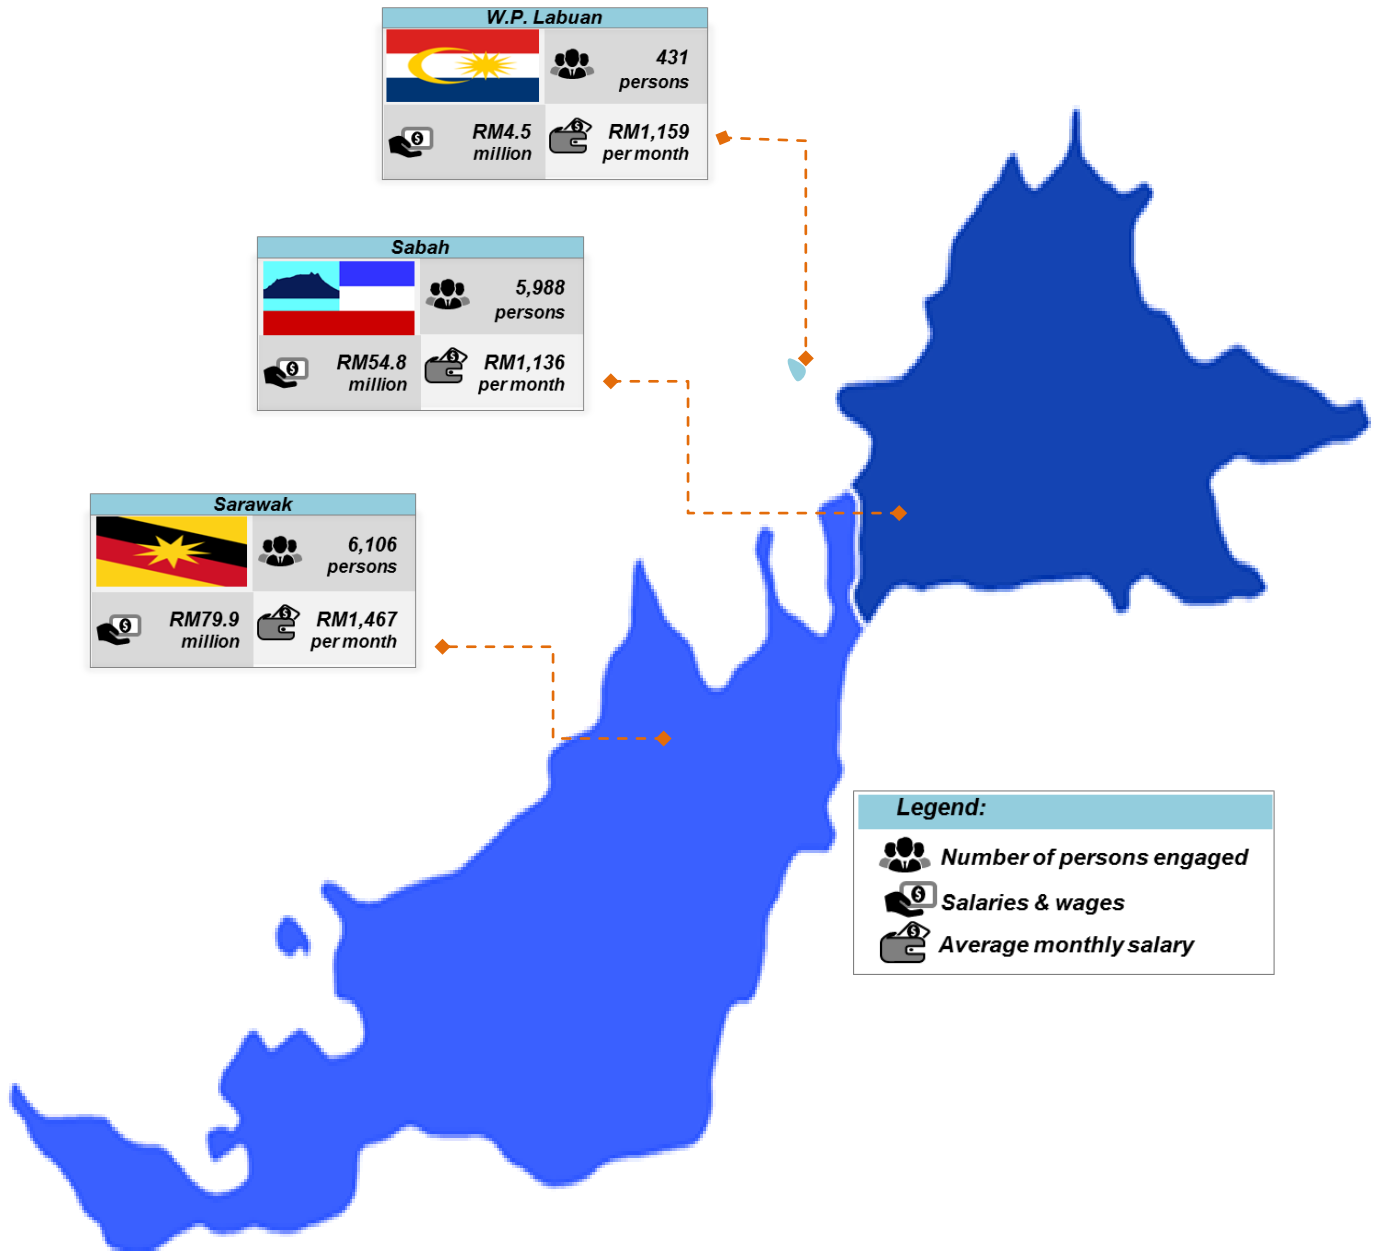 W.P. Labuan
431
persons
RM4.5
million
RM1,159
per month
Sabah
5,988
persons
RM54.8
million
RM1,136
per month
Sarawak
6,106
persons
RM79.9
million
RM1,467
per month
Legend:
Number of persons engaged
Salaries & wages
Average monthly salary